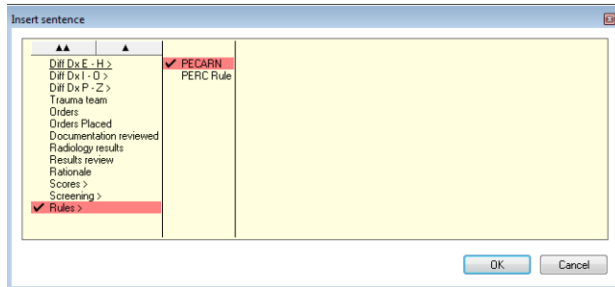 Insert sentence
Diff Dx E - H >
Diff Dx I - O >
Diff Dx P - Z >
Trauma team
Orders
Orders Placed
Documentation reviewed
Radiology results
Results review
Rationale
Scores >
Screening >
Rules >
PECARN
PERC Rule
OK
Cancel